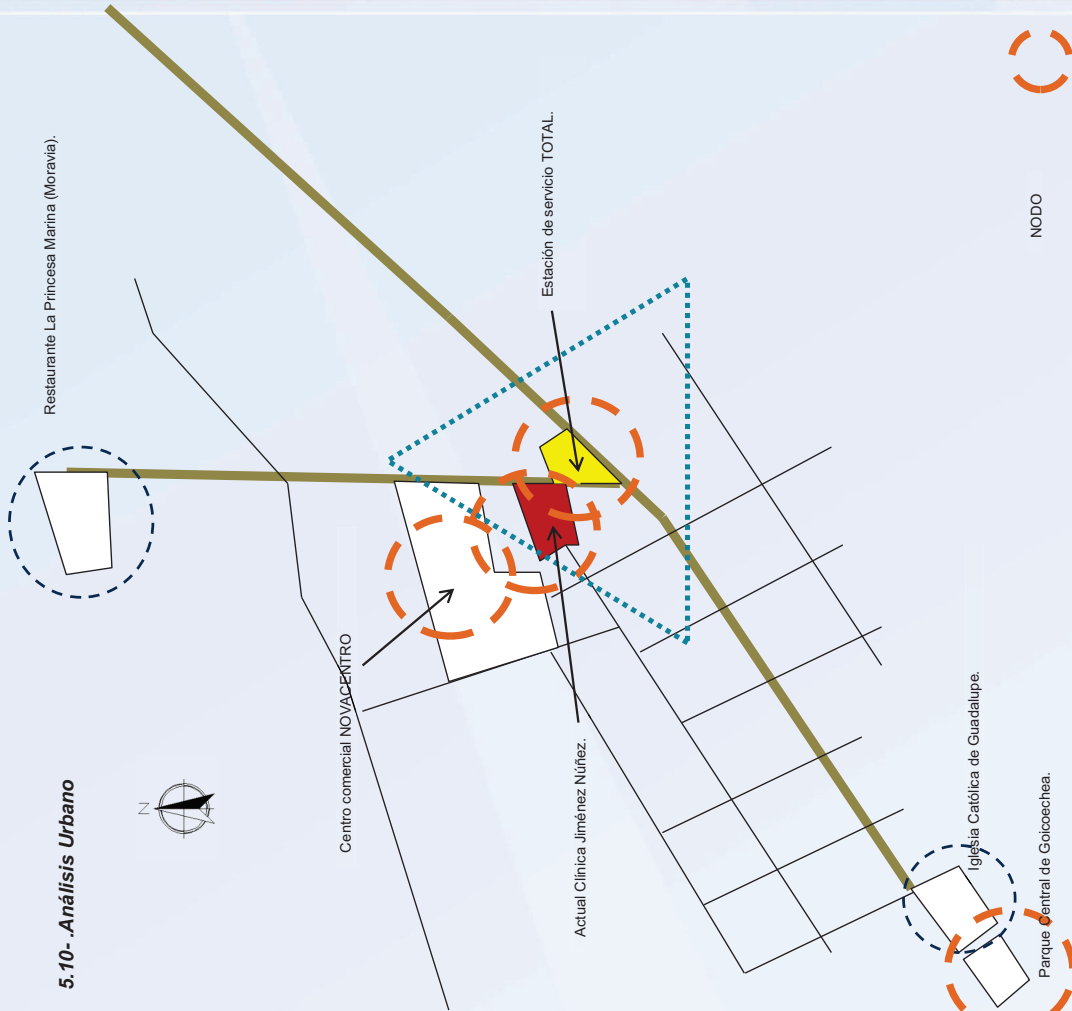 5.10- .Análisis Urbano
N
Restaurante La Princesa Marina (Moravia).
Centro comercial NOVACENTRO
Estación de servicio TOTAL.
Actual Clínica Jiménez Núñez.
Iglesia Católica de Guadalupe.
Parque Central de Goicoechea.
NODO